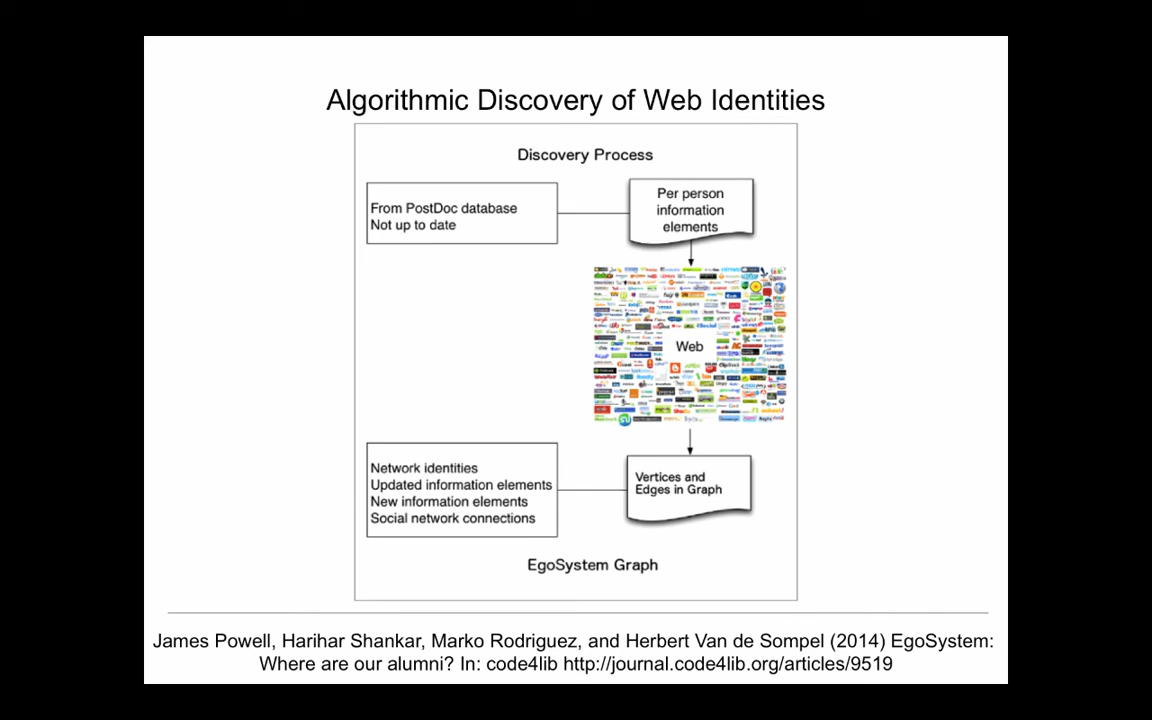 Algorithmic Discovery of Web Identities
Discovery Process
From PostDoc database
Not up to date
Per person
information
elements
Web
Network identities
Updated information elements
New information elements
Social network connections
Vertices and
Edges in Graph
EgoSystem Graph
James Powell, Harihar Shankar, Marko Rodriguez, and Herbert Van de Sompel (2014) EgoSystem:
Where are our alumni? In: code4lib http://journal.code4lib.org/articles/9519